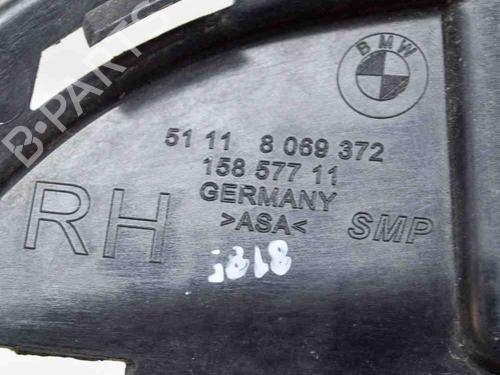 B-PARTS
BMW
51 11 8 069 372
158 577 11
GERMANY
>ASA<
RH
SMP